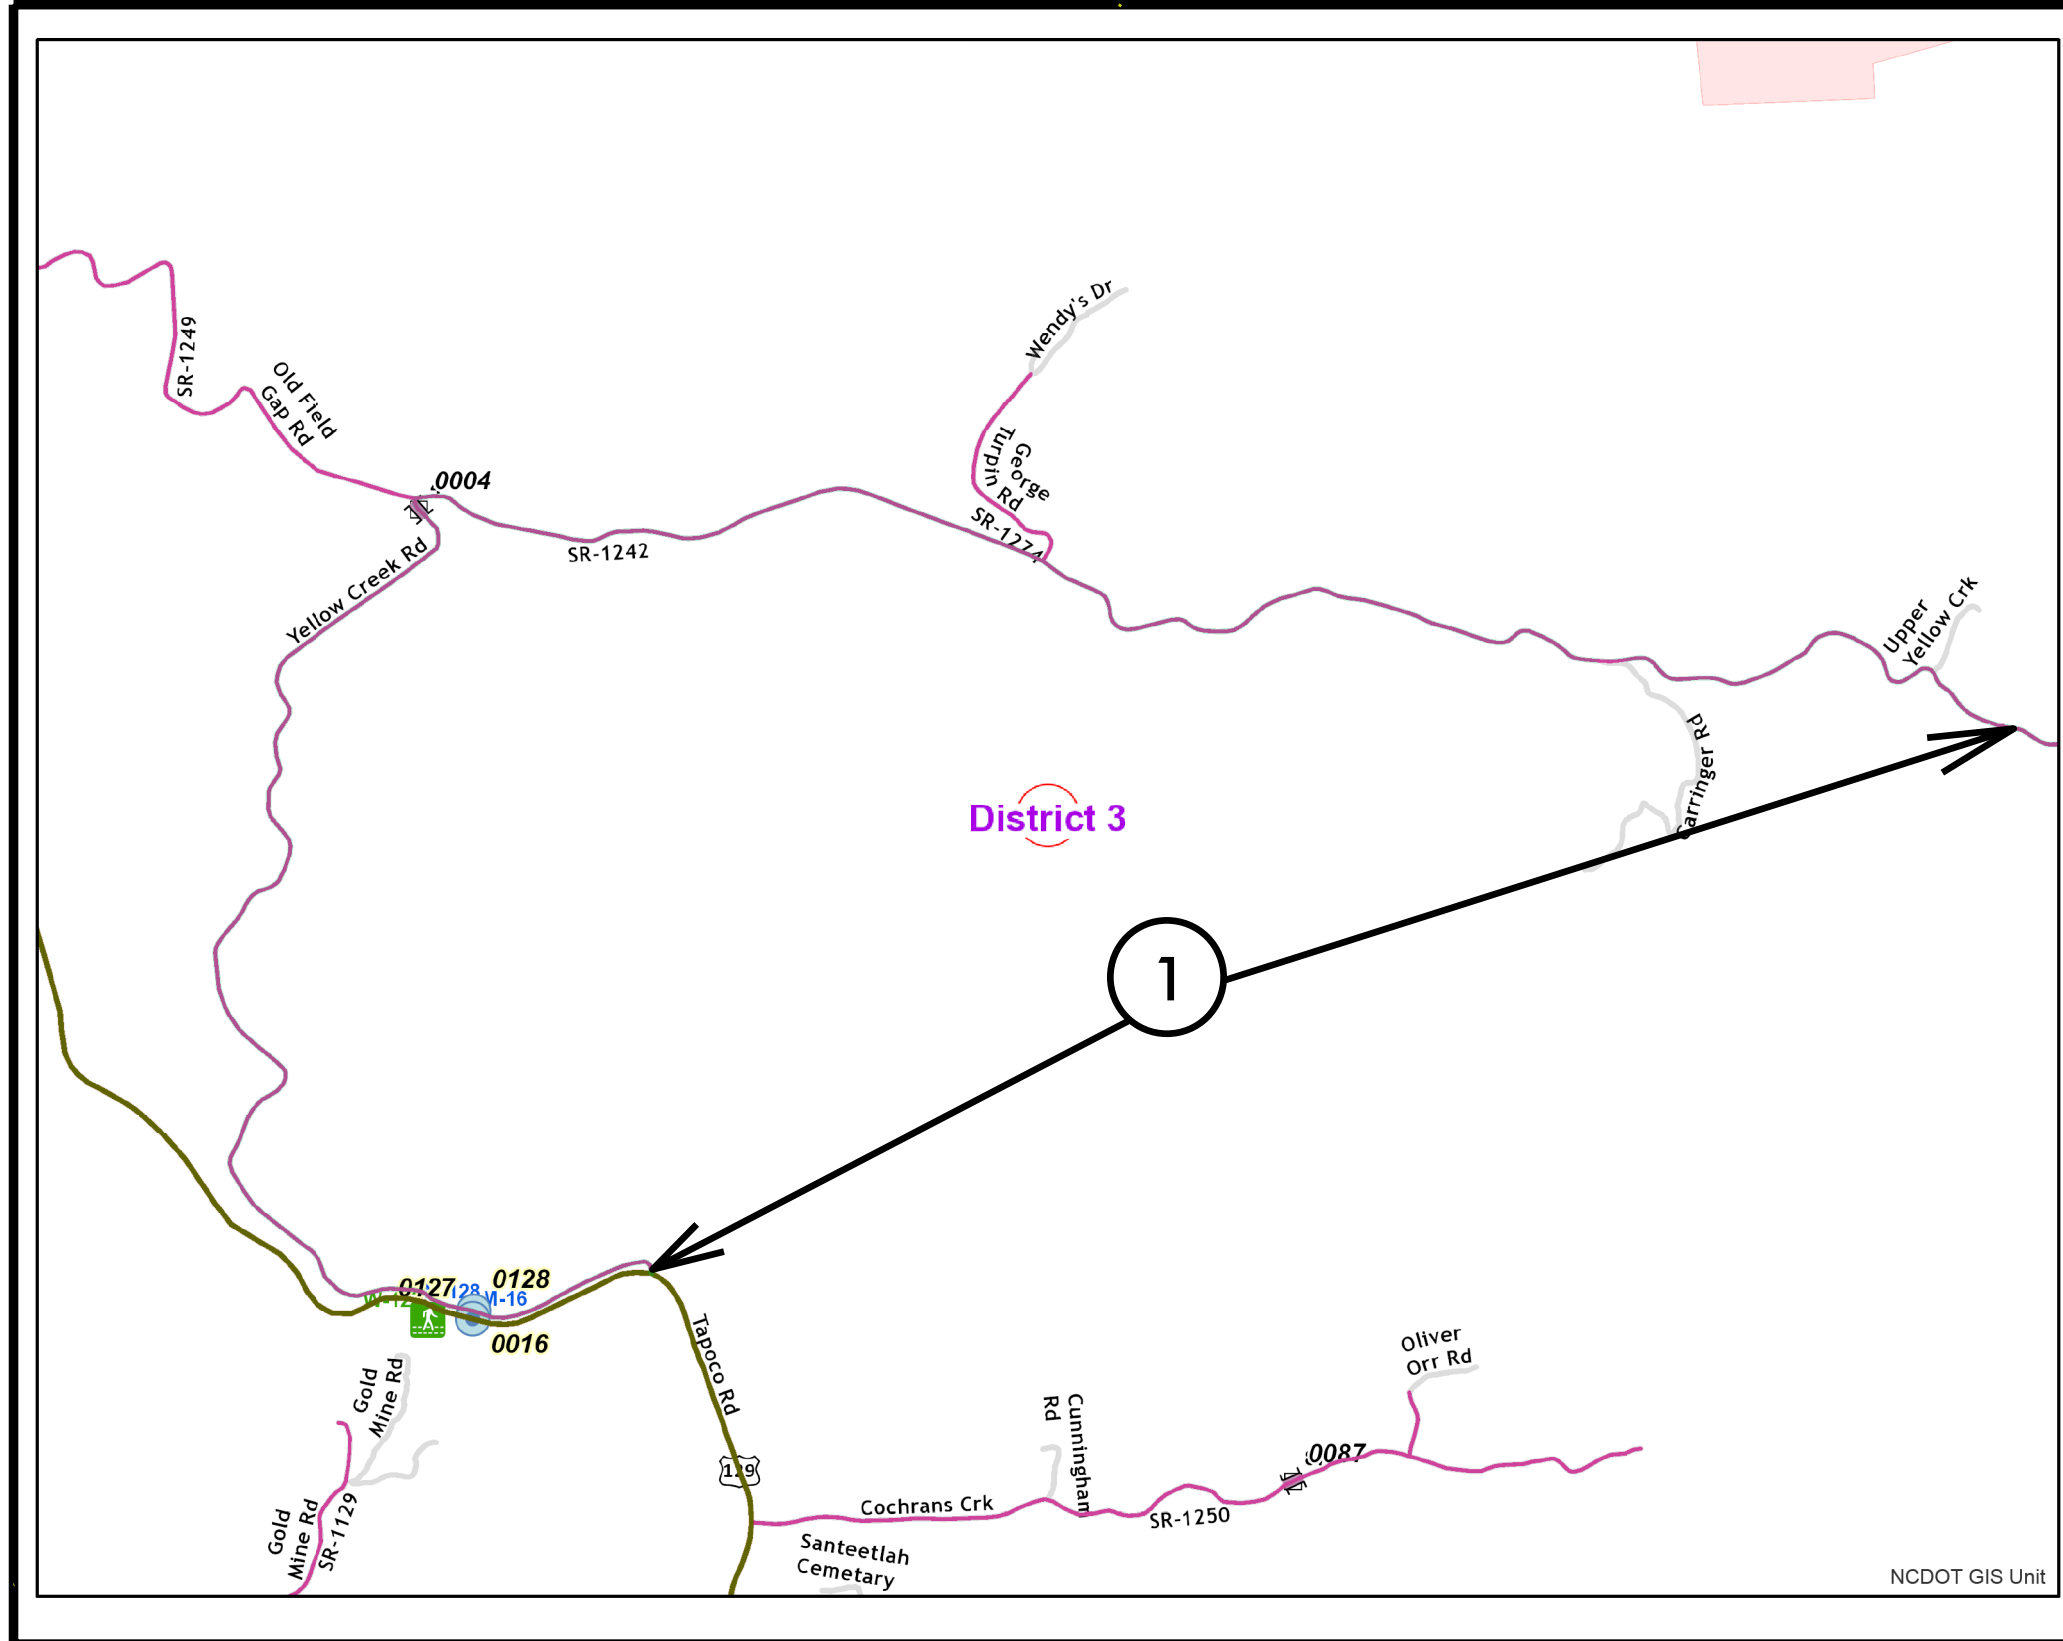 Wendy's Dr
SR-1249
Old Field
Gap Rd
George
Turpin Rd
0004
SR-1274
SR-1242
Yellow Creek Rd
Upper
Yellow Crk
Carringer Rd
District 3
1
0127
128
0128
M-16
0016
Tapoco Rd
Gold
Mine Rd
Oliver
Orr Rd
Cunningham
Rd
0087
129
Gold
Mine Rd
SR-1129
Cochrans Crk
SR-1250
Santeetlah
Cemetary
NCDOT GIS Unit